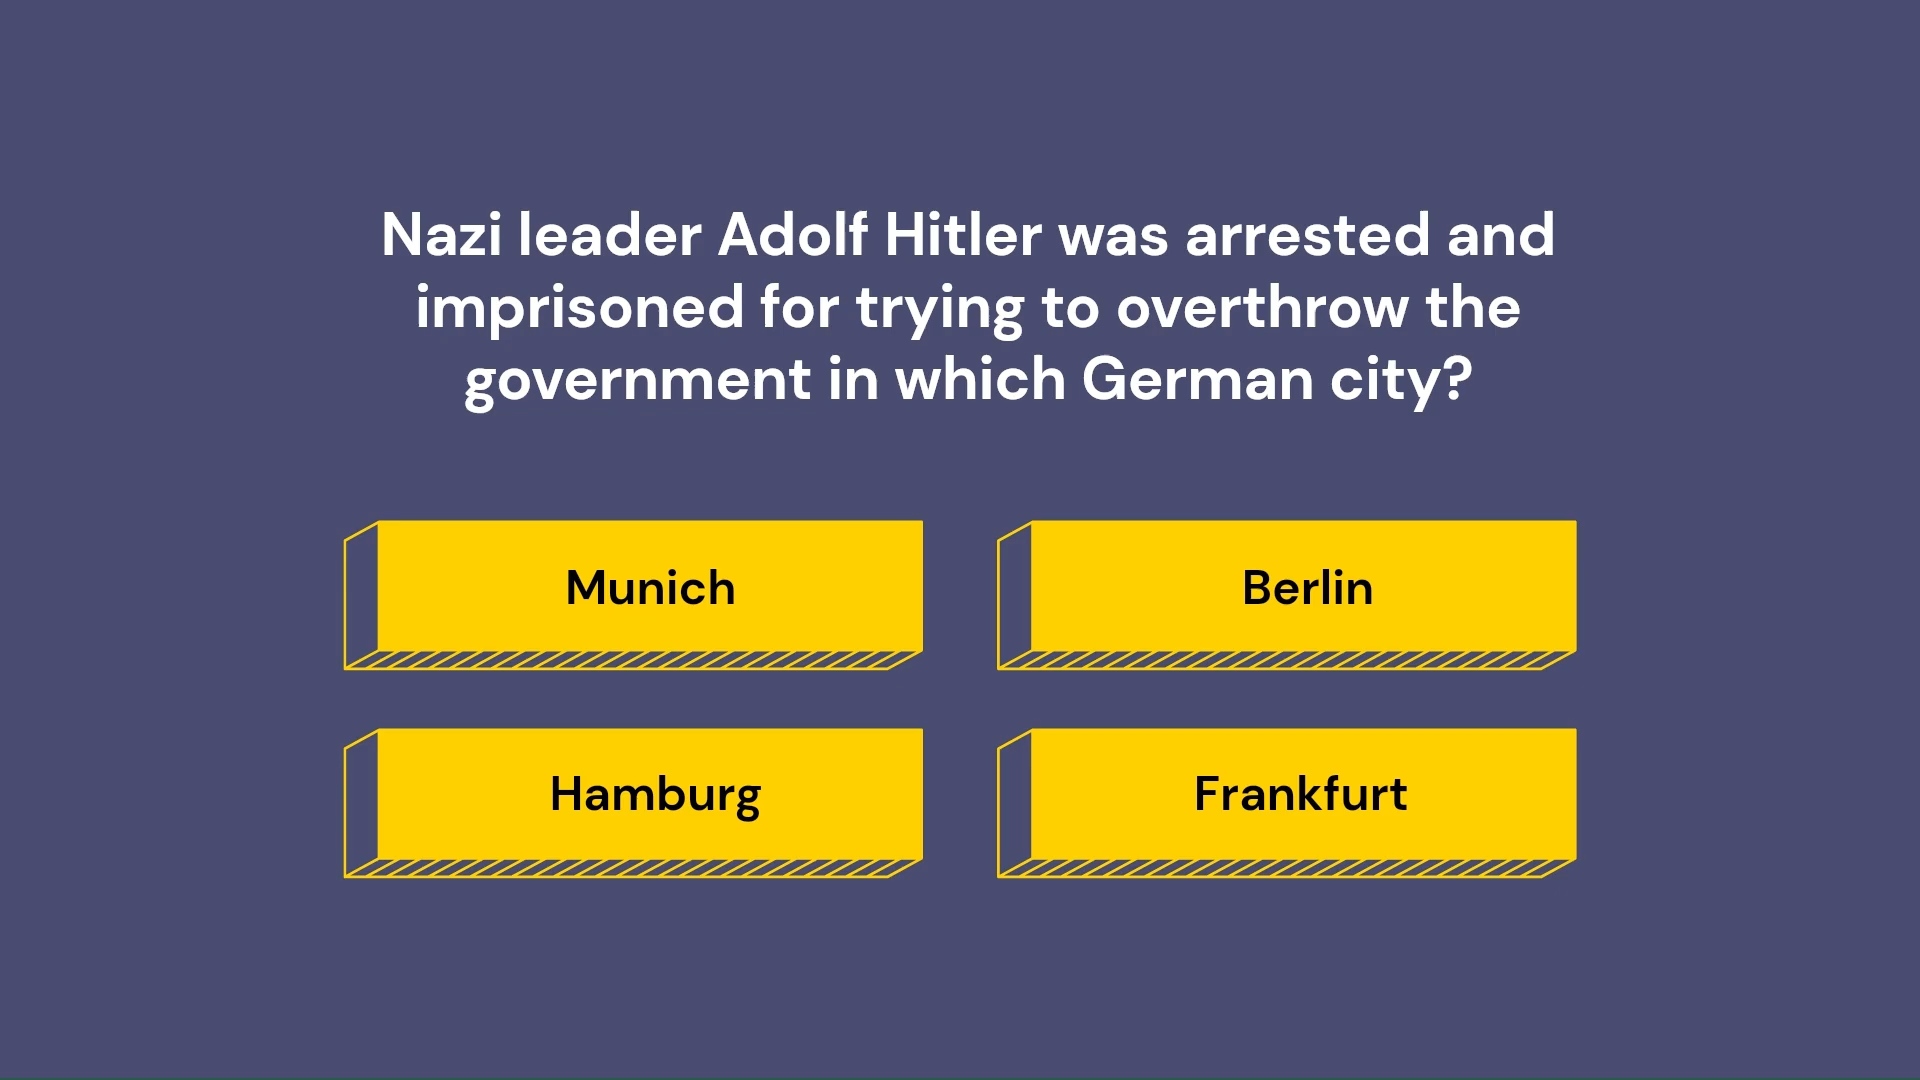 Nazi leader Adolf Hitler was arrested and
imprisoned for trying to overthrow the
government in which German city?
Munich
Berlin
Hamburg
Frankfurt